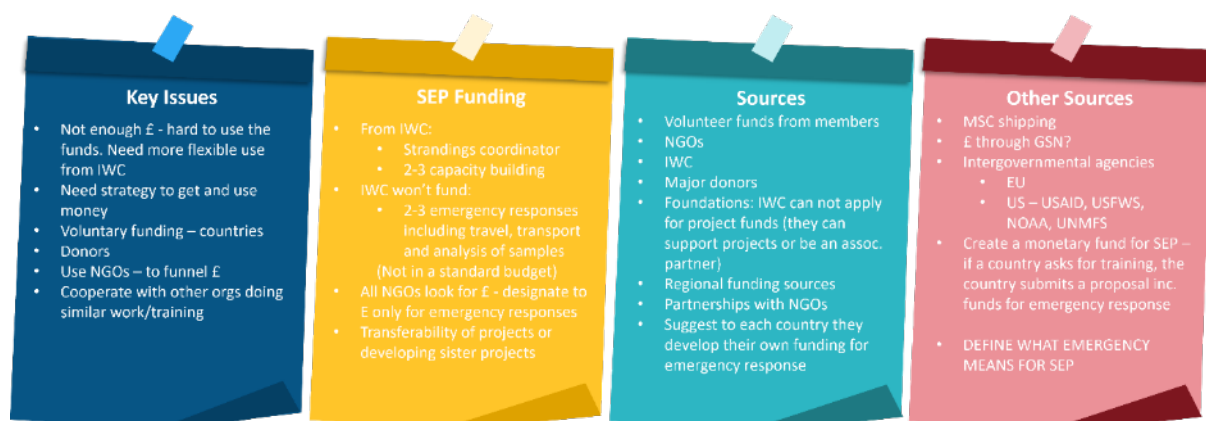 Key Issues
• Not enough £ - hard to use the
funds. Need more flexible use
from IWC
• Need strategy to get and use
money
• Voluntary funding – countries
• Donors
• Use NGOs – to funnel £
• Cooperate with other orgs doing
similar work/training
SEP Funding
• From IWC:
• Strandings coordinator
• 2-3 capacity building
• IWC won't fund:
• 2-3 emergency responses
including travel, transport
and analysis of samples
(Not in a standard budget)
• All NGOs look for £ - designate to
E only for emergency responses
• Transferability of projects or
developing sister projects
Sources
• Volunteer funds from members
• NGOs
• IWC
• Major donors
• Foundations: IWC can not apply
for project funds (they can
support projects or be an assoc.
partner)
• Regional funding sources
• Partnerships with NGOs
• Suggest to each country they
develop their own funding for
emergency response
Other Sources
• MSC shipping
• £ through GSN?
• Intergovernmental agencies
• EU
• US – USAID, USFWS,
NOAA, UNMFS
• Create a monetary fund for SEP –
if a country asks for training, the
country submits a proposal inc.
funds for emergency response
• DEFINE WHAT EMERGENCY
MEANS FOR SEP